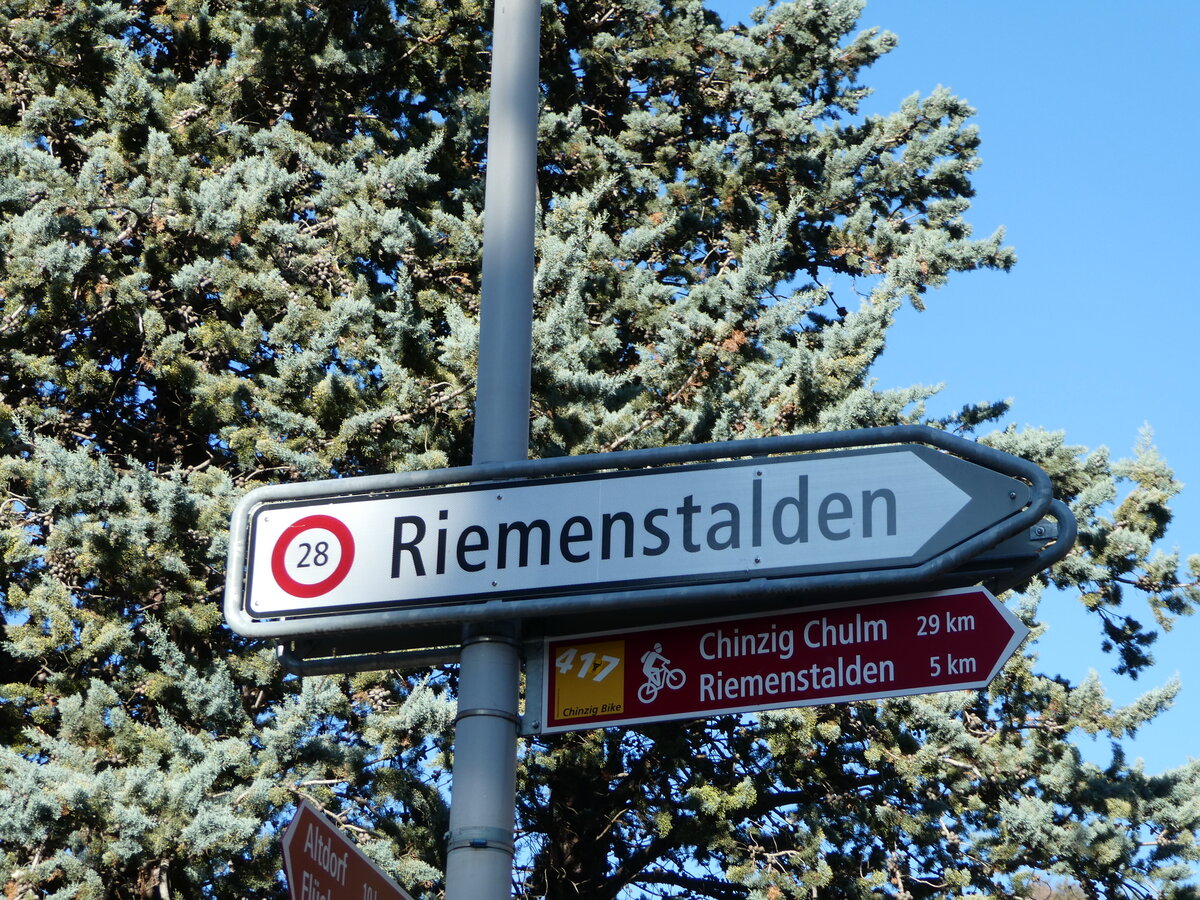 28 Riemenstalden
417
Chinzig Bike
Chinzig Chulm 29 km
Riemenstalden 5 km
Altdorf